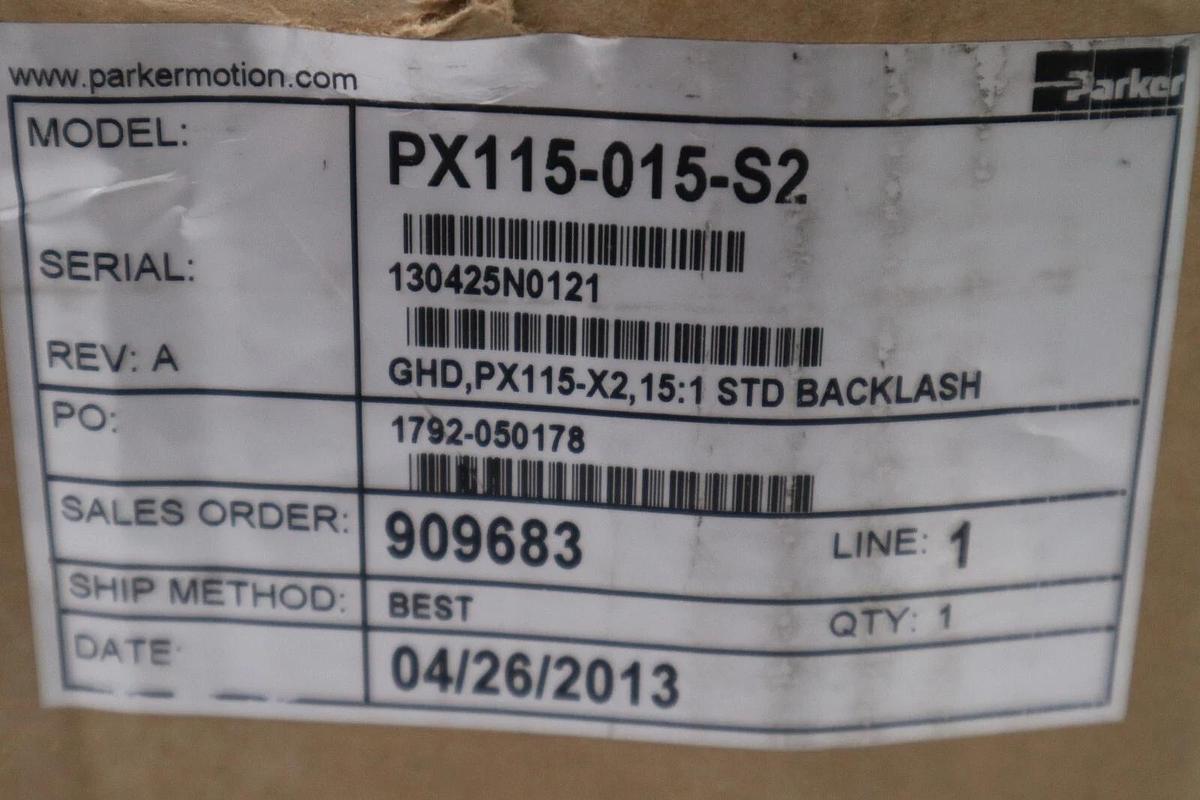 www.parkermotion.com
Parker
MODEL: PX115-015-S2
SERIAL: 130425N0121
REV: A GHD,PX115-X2,15:1 STD BACKLASH
PO: 1792-050178
SALES ORDER: 909683 LINE: 1
SHIP METHOD: BEST QTY: 1
DATE: 04/26/2013